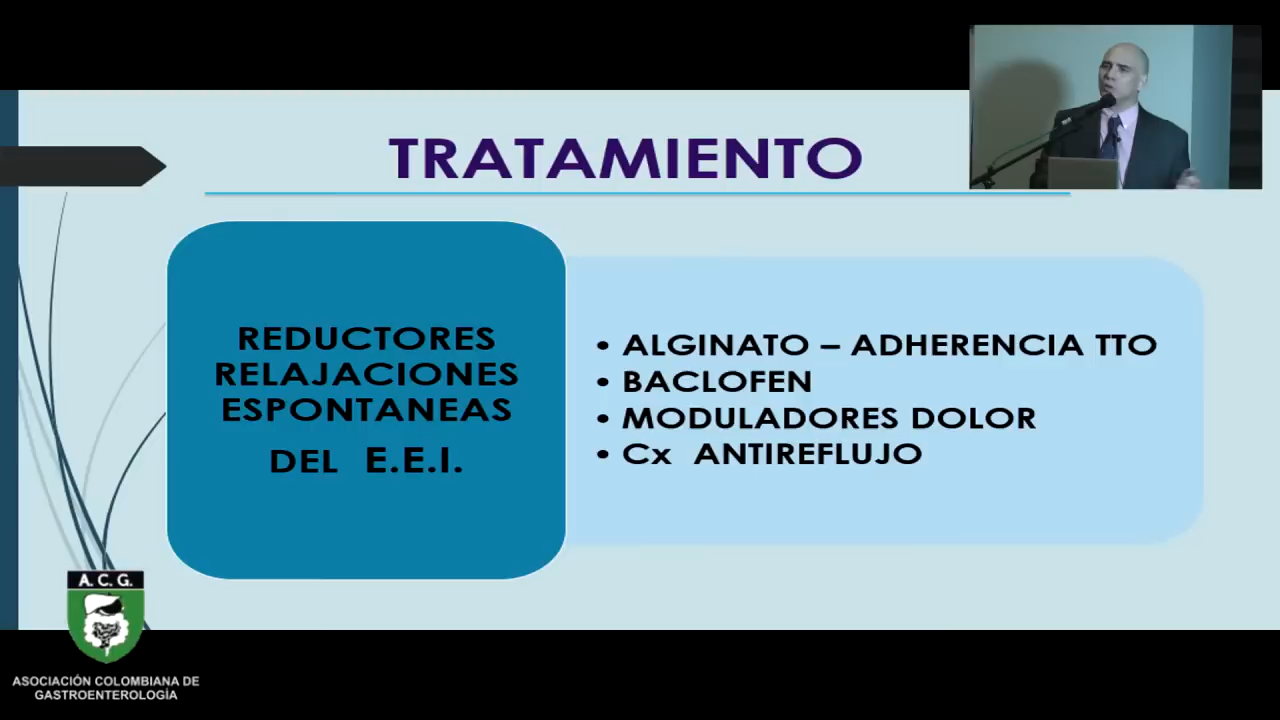 TRATAMIENTO
REDUCTORES
RELAJACIONES
ESPONTANEAS
DEL E.E.I.
• ALGINATO – ADHERENCIA TTO
• BACLOFEN
• MODULADORES DOLOR
• Cx ANTIREFLUJO
A. C. G.
ASOCIACIÓN COLOMBIANA DE
GASTROENTEROLOGÍA